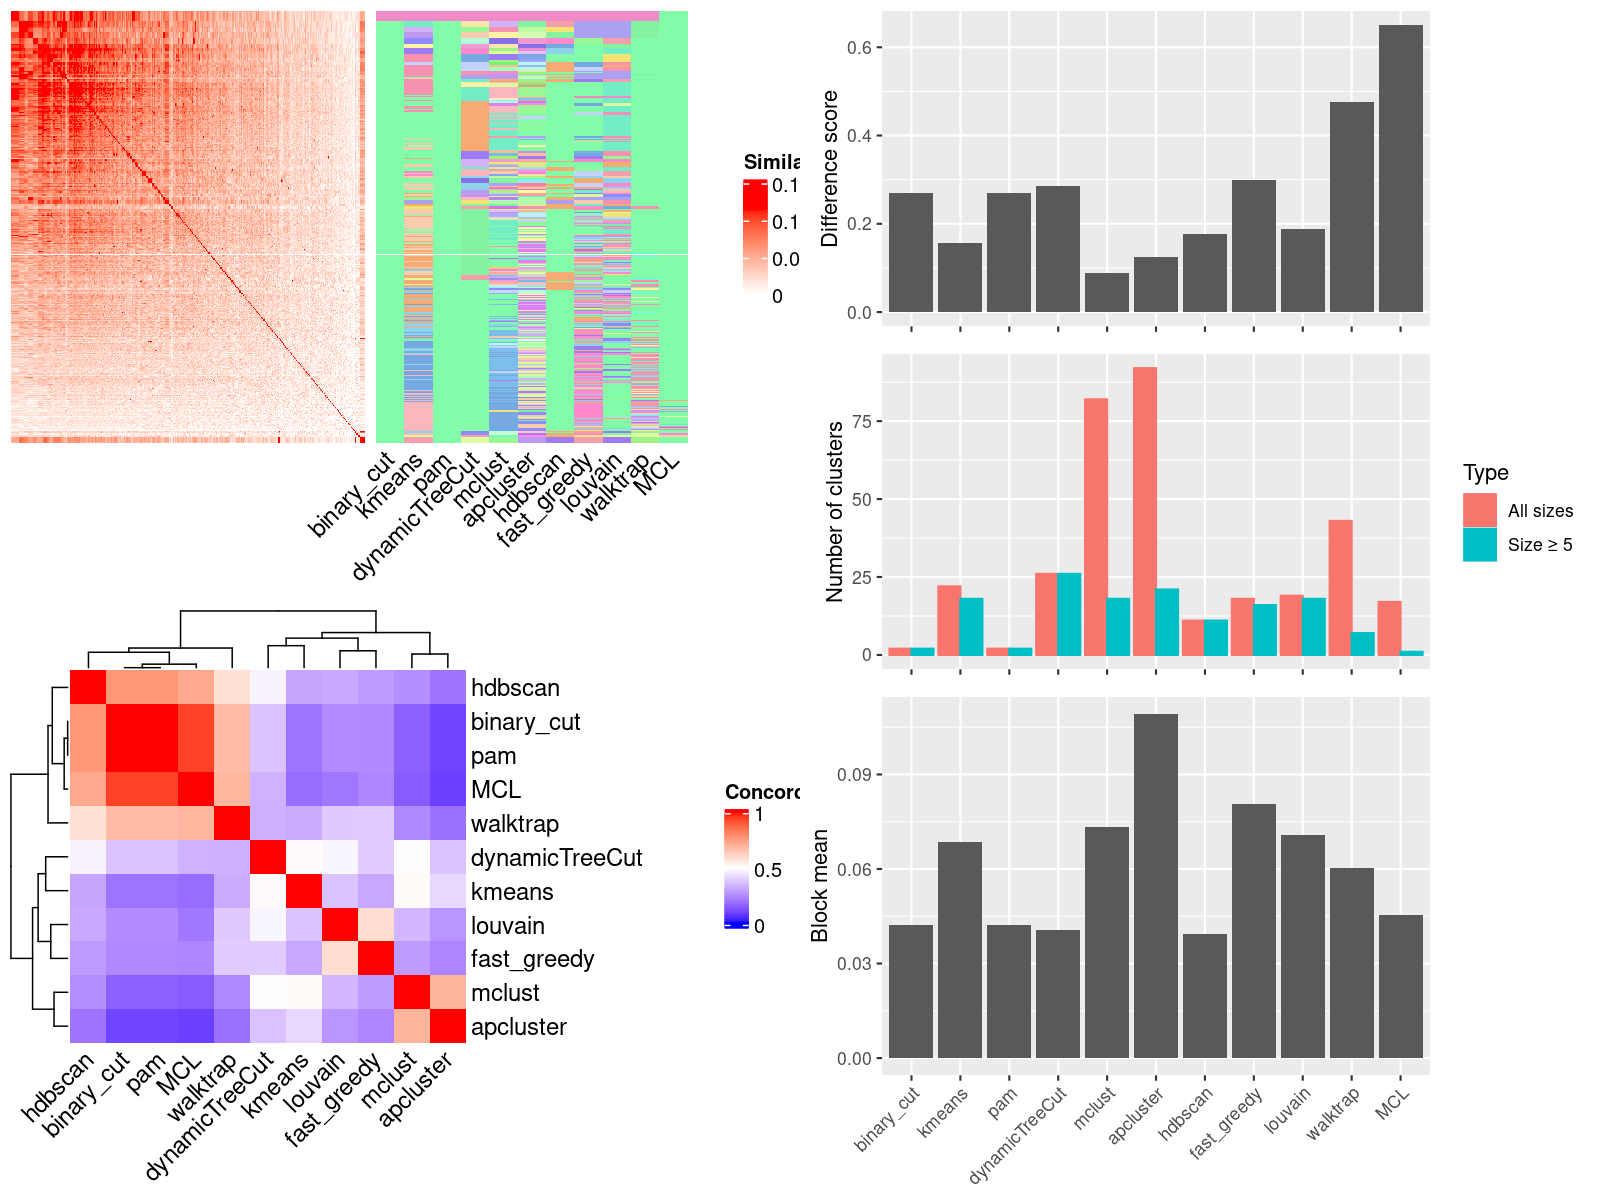 Simila
0.1
0.1
0.0
0
binary_cut
kmeans
pam
dynamicTreeCut
mclust
apcluster
hdbscan
fast_greedy
louvain
walktrap
MCL
hdbscan
binary_cut
pam
MCL
walktrap
dynamicTreeCut
kmeans
louvain
fast_greedy
mclust
apcluster
hdbscan
binary_cut
pam
MCL
walktrap
dynamicTreeCut
kmeans
louvain
fast_greedy
mclust
apcluster
Concord
1
0.5
0
Difference score
0.6
0.4
0.2
0.0
Number of clusters
75
50
25
0
Type
All sizes
Size ≥ 5
Block mean
0.09
0.06
0.03
0.00
binary_cut
kmeans
pam
dynamicTreeCut
mclust
apcluster
hdbscan
fast_greedy
louvain
walktrap
MCL